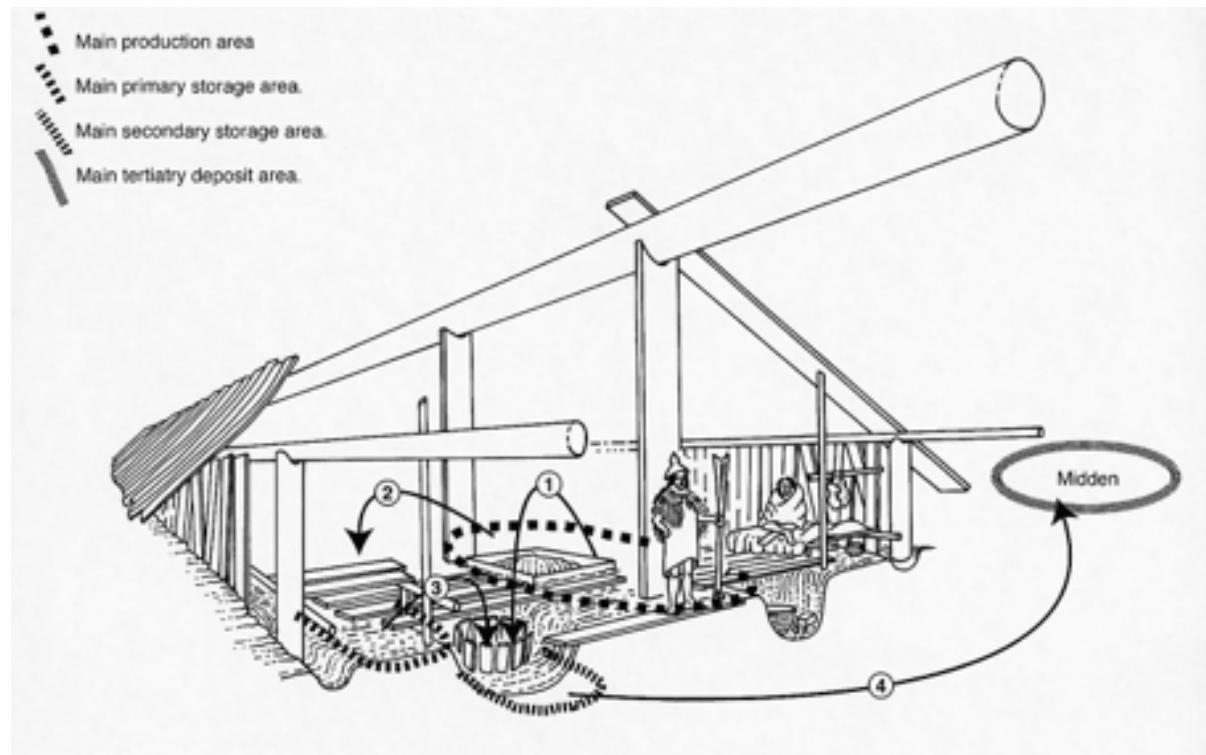 Main production area
Main primary storage area.
Main secondary storage area.
Main tertiatry deposit area.
1
2
3
Midden
4